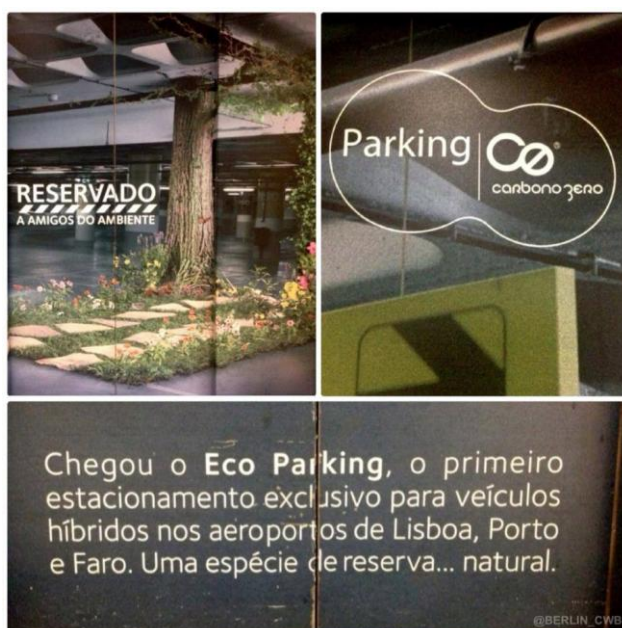 RESERVADO
A AMIGOS DO AMBIENTE
Parking
carbono zero
Chegou o Eco Parking, o primeiro
estacionamento exclusivo para veículos
híbridos nos aeroportos de Lisboa, Porto
e Faro. Uma espécie de reserva... natural.
@BERLIN_CWB